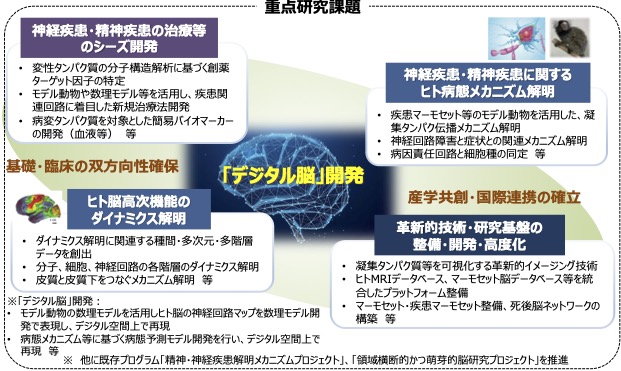 重点研究課題
神経疾患・精神疾患の治療等
のシーズ開発
• 変性タンパク質の分子構造解析に基づく創薬
ターゲット因子の特定
• モデル動物や数理モデル等を活用し、疾患関
連回路に着目した新規治療法開発
• 病変タンパク質を対象とした簡易バイオマーカー
の開発（血液等） 等
神経疾患・精神疾患に関する
ヒト病態メカニズム解明
• 疾患マーモセット等のモデル動物を活用した、凝
集タンパク伝播メカニズム解明
• 神経回路障害と症状との関連メカニズム解明
• 病因責任回路と細胞種の同定 等
基礎・臨床の双方向性確保
「デジタル脳」開発
産学共創・国際連携の確立
ヒト脳高次機能の
ダイナミクス解明
• ダイナミクス解明に関連する種間・多次元・多階層
データを創出
• 分子、細胞、神経回路の各階層のダイナミクス解明
• 皮質と皮質下をつなぐメカニズム解明 等
革新的技術・研究基盤の
整備・開発・高度化
• 凝集タンパク質等を可視化する革新的イメージング技術
• ヒトMRIデータベース、マーモセット脳データベース等を統
合したプラットフォーム整備
• マーモセット・疾患マーモセット整備、死後脳ネットワークの
構築 等
※「デジタル脳」開発：
• モデル動物の数理モデルを活用しヒト脳の神経回路マップを数理モデル開
発で表現し、デジタル空間上で再現
• 病態メカニズム等に基づく病態予測モデル開発を行い、デジタル空間上で
再現 等
※ 他に既存プログラム「精神・神経疾患解明メカニズムプロジェクト」、「領域横断的かつ萌芽的脳研究プロジェクト」を推進